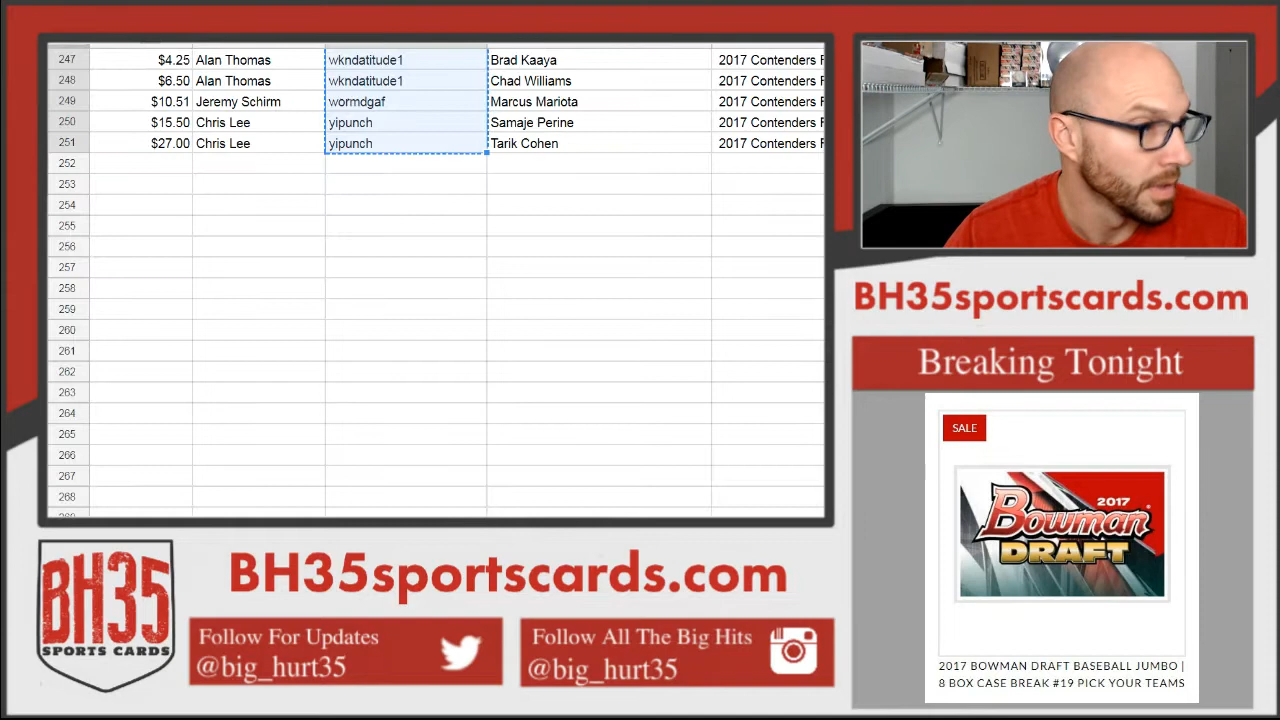 247 $4.25 Alan Thomas wkndatitude1 Brad Kaaya 2017 Contenders F
248 $6.50 Alan Thomas wkndatitude1 Chad Williams 2017 Contenders F
249 $10.51 Jeremy Schirm wormdgaf Marcus Mariota 2017 Contenders F
250 $15.50 Chris Lee yipunch Samaje Perine 2017 Contenders F
251 $27.00 Chris Lee yipunch Tarik Cohen 2017 Contenders F
252
253
254
255
256
257
258
259
260
261
262
263
264
265
266
267
268
BH35sportscards.com
Breaking Tonight
SALE
2017
Bowman
DRAFT
2017 BOWMAN DRAFT BASEBALL JUMBO |
8 BOX CASE BREAK #19 PICK YOUR TEAMS
BH35
SPORTS CARDS
BH35sportscards.com
Follow For Updates
@big_hurt35
Follow All The Big Hits
@big_hurt35